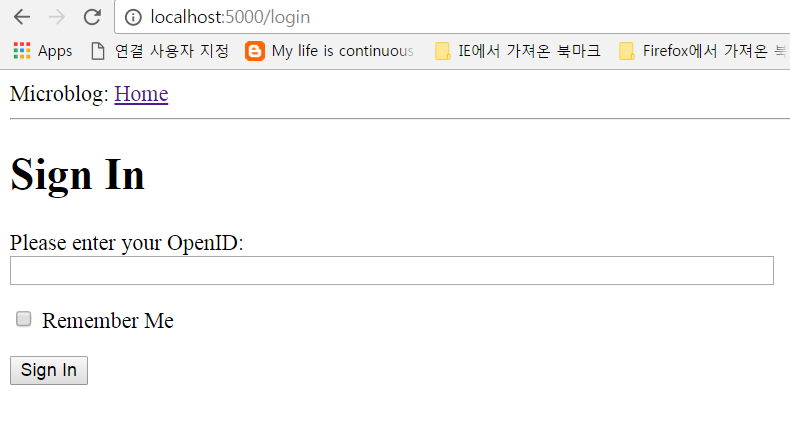 localhost:5000/login
Apps 연결 사용자 지정 My life is continuous IE에서 가져온 북마크 Firefox에서 가져온 북
Microblog: Home
Sign In
Please enter your OpenID:
Remember Me
Sign In